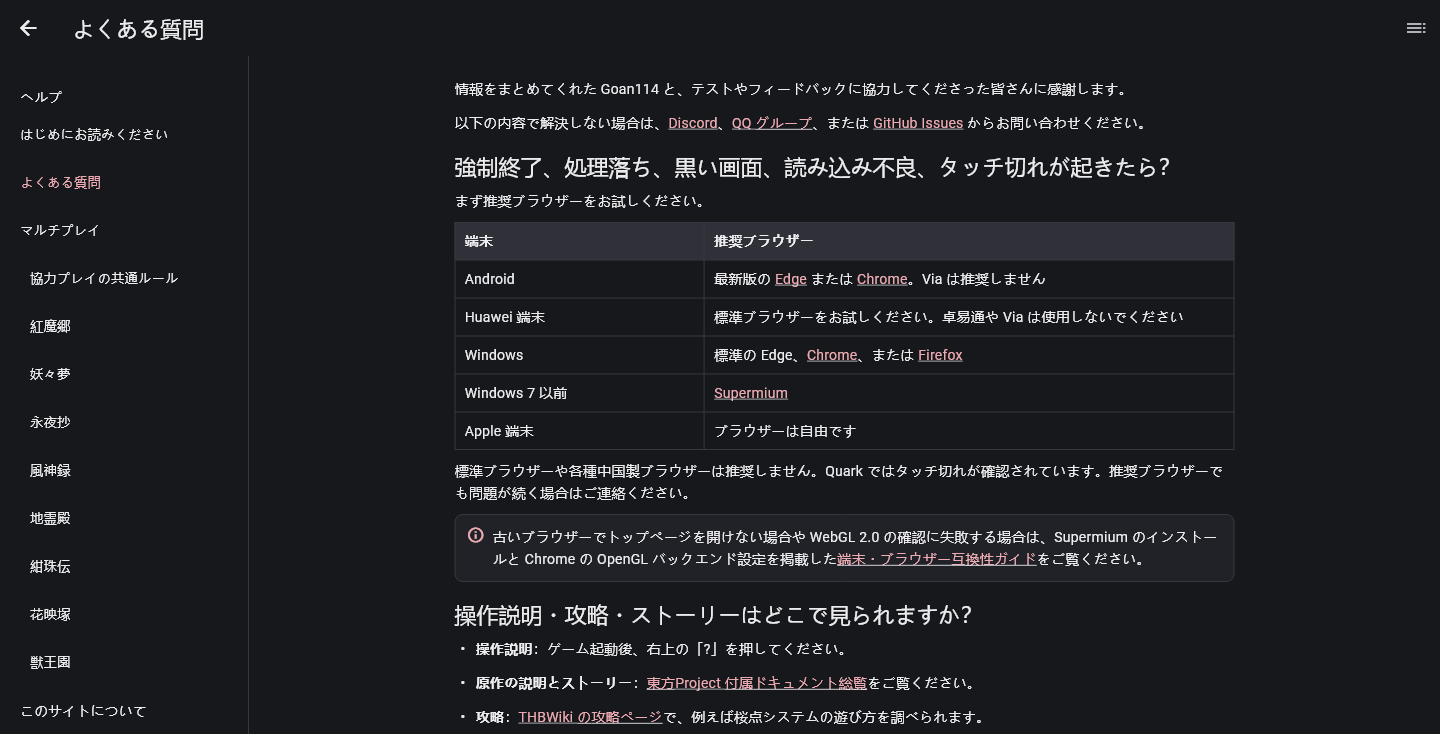 よくある質問
ヘルプ
はじめにお読みください
よくある質問
マルチプレイ
協力プレイの共通ルール
紅魔郷
妖々夢
永夜抄
風神録
地霊殿
紺珠伝
花映塚
獣王園
このサイトについて
情報をまとめてくれた Goan114 と、テストやフィードバックに協力してくださった皆さんに感謝します。
以下の内容で解決しない場合は、Discord、QQ グループ、または GitHub Issues からお問い合わせください。
強制終了、処理落ち、黒い画面、読み込み不良、タッチ切れが起きたら？
まず推奨ブラウザーをお試しください。
端末 推奨ブラウザー
Android 最新版の Edge または Chrome。Via は推奨しません
Huawei 端末 標準ブラウザーをお試しください。卓易通や Via は使用しないでください
Windows 標準の Edge、Chrome、または Firefox
Windows 7 以前 Supermium
Apple 端末 ブラウザーは自由です
標準ブラウザーや各種中国製ブラウザーは推奨しません。Quark ではタッチ切れが確認されています。推奨ブラウザーで
も問題が続く場合はご連絡ください。
古いブラウザーでトップページを開けない場合や WebGL 2.0 の確認に失敗する場合は、Supermium のインストー
ルと Chrome の OpenGL バックエンド設定を掲載した端末・ブラウザー互換性ガイドをご覧ください。
操作説明・攻略・ストーリーはどこで見られますか？
• 操作説明：ゲーム起動後、右上の「?」を押してください。
• 原作の説明とストーリー：東方Project 付属ドキュメント総覧をご覧ください。
• 攻略：THBWiki の攻略ページで、例えば桜点システムの遊び方を調べられます。